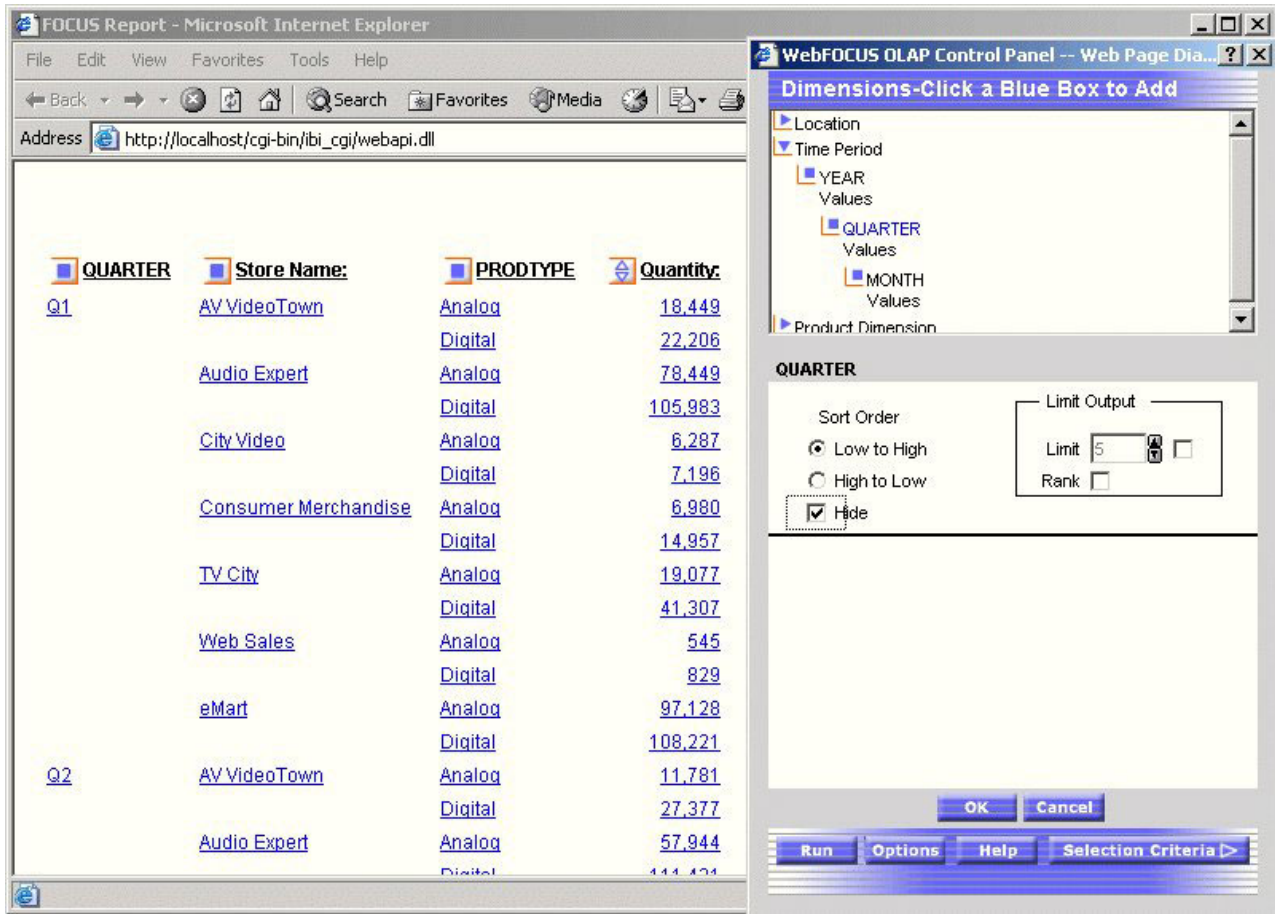 FOCUS Report - Microsoft Internet Explorer
File Edit View Favorites Tools Help
Back Search Favorites Media
Address http://localhost/cgi-bin/ibi_cgi/webapi.dll
QUARTER Store Name: PRODTYPE Quantity:
Q1 AV VideoTown Analog 18,449
Digital 22,206
Audio Expert Analog 78,449
Digital 105,983
City Video Analog 6,287
Digital 7,196
Consumer Merchandise Analog 6,980
Digital 14,957
TV City Analog 19,077
Digital 41,307
Web Sales Analog 545
Digital 829
eMart Analog 97,128
Digital 108,221
Q2 AV VideoTown Analog 11,781
Digital 27,377
Audio Expert Analog 57,944
Digital 111,421
WebFOCUS OLAP Control Panel -- Web Page Dia...
Dimensions-Click a Blue Box to Add
Location
Time Period
YEAR
Values
QUARTER
Values
MONTH
Values
Product Dimension
QUARTER
Sort Order
Low to High
High to Low
Hide
Limit Output
Limit 5
Rank
OK Cancel
Run Options Help Selection Criteria